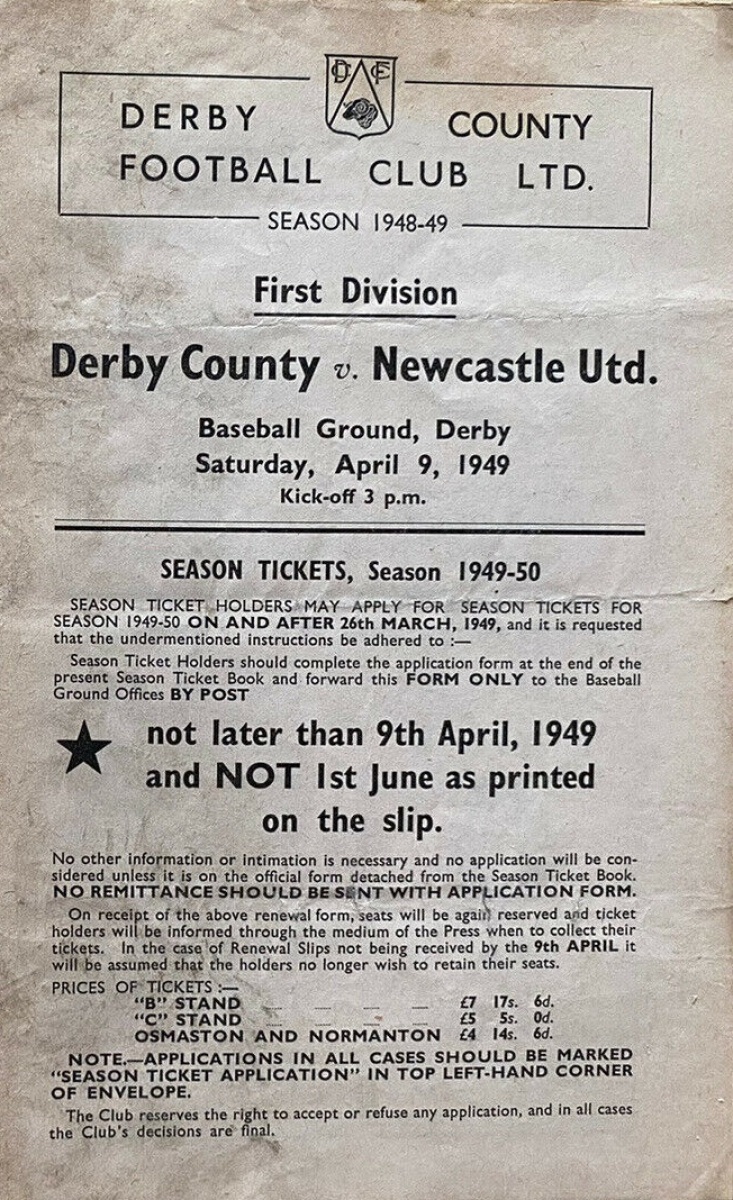 DCFC
DERBY COUNTY
FOOTBALL CLUB LTD.
SEASON 1948-49
First Division
Derby County v. Newcastle Utd.
Baseball Ground, Derby
Saturday, April 9, 1949
Kick-off 3 p.m.
SEASON TICKETS, Season 1949-50
SEASON TICKET HOLDERS MAY APPLY FOR SEASON TICKETS FOR
SEASON 1949-50 ON AND AFTER 26th MARCH, 1949, and it is requested
that the undermentioned instructions be adhered to :—
Season Ticket Holders should complete the application form at the end of the
present Season Ticket Book and forward this FORM ONLY to the Baseball
Ground Offices BY POST
★ not later than 9th April, 1949
and NOT 1st June as printed
on the slip.
No other information or intimation is necessary and no application will be con-
sidered unless it is on the official form detached from the Season Ticket Book.
NO REMITTANCE SHOULD BE SENT WITH APPLICATION FORM.
On receipt of the above renewal form, seats will be again reserved and ticket
holders will be informed through the medium of the Press when to collect their
tickets. In the case of Renewal Slips not being received by the 9th APRIL it
will be assumed that the holders no longer wish to retain their seats.
PRICES OF TICKETS :—
"B" STAND — — — — £7 17s. 6d.
"C" STAND — — — — £5 5s. 0d.
OSMASTON AND NORMANTON £4 14s. 6d.
NOTE.—APPLICATIONS IN ALL CASES SHOULD BE MARKED
"SEASON TICKET APPLICATION" IN TOP LEFT-HAND CORNER
OF ENVELOPE.
The Club reserves the right to accept or refuse any application, and in all cases
the Club's decisions are final.